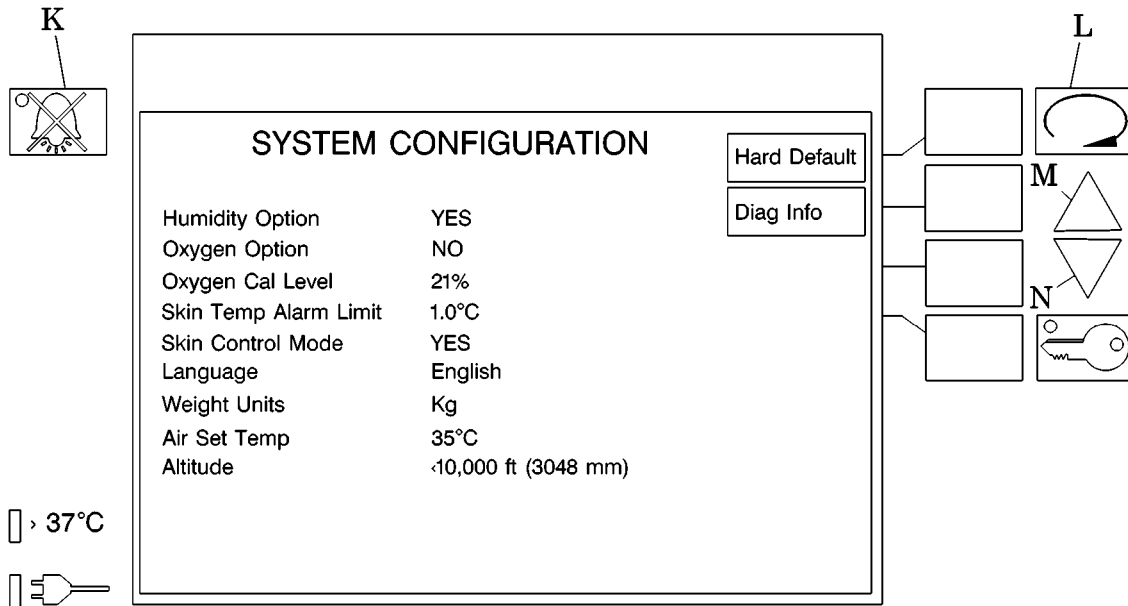 K
L
SYSTEM CONFIGURATION
Hard Default
Diag Info
M
N
Humidity Option YES
Oxygen Option NO
Oxygen Cal Level 21%
Skin Temp Alarm Limit 1.0°C
Skin Control Mode YES
Language English
Weight Units Kg
Air Set Temp 35°C
Altitude <10,000 ft (3048 mm)
> 37°C